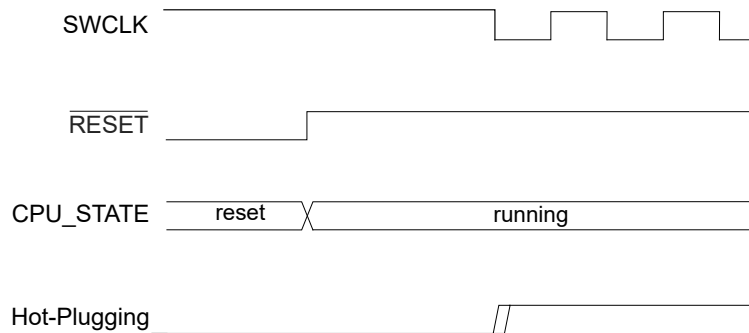 SWCLK
RESET
CPU_STATE
reset
running
Hot-Plugging